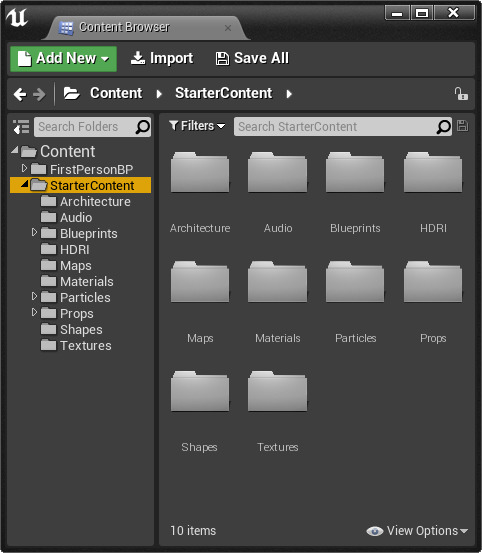 Content Browser
Add New Import Save All
Content StarterContent
Search Folders
Filters Search StarterContent
Content
FirstPersonBP
StarterContent
Architecture
Audio
Blueprints
HDRI
Maps
Materials
Particles
Props
Shapes
Textures
Architecture Audio Blueprints HDRI
Maps Materials Particles Props
Shapes Textures
10 items View Options